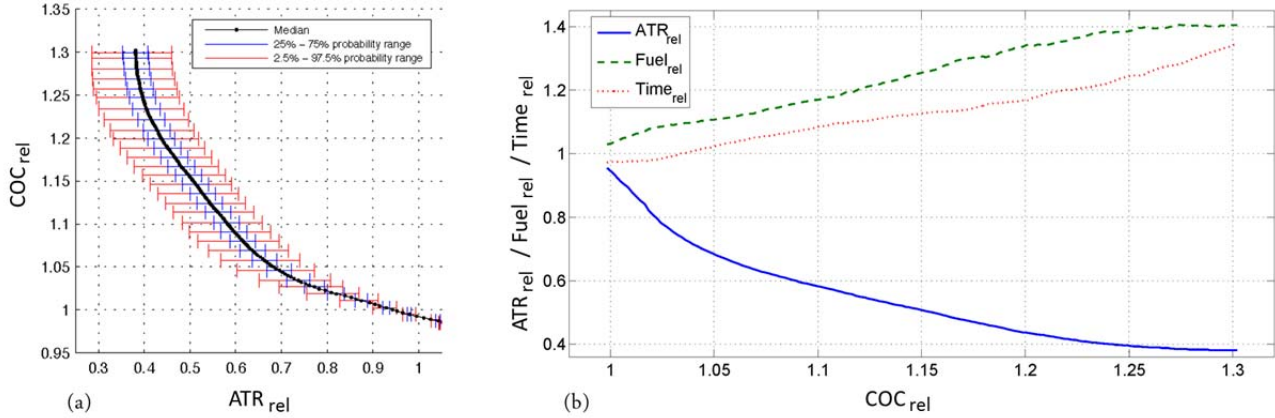 Median
25% – 75% probability range
2.5% – 97.5% probability range
1.3
1.25
1.2
1.15
1.1
1.05
1
0.95
COC rel
0.3 0.4 0.5 0.6 0.7 0.8 0.9 1
(a) ATR rel
ATR rel
Fuel rel
Time rel
1.4
1.2
1
0.8
0.6
0.4
ATR rel / Fuel rel / Time rel
1 1.05 1.1 1.15 1.2 1.25 1.3
(b) COC rel